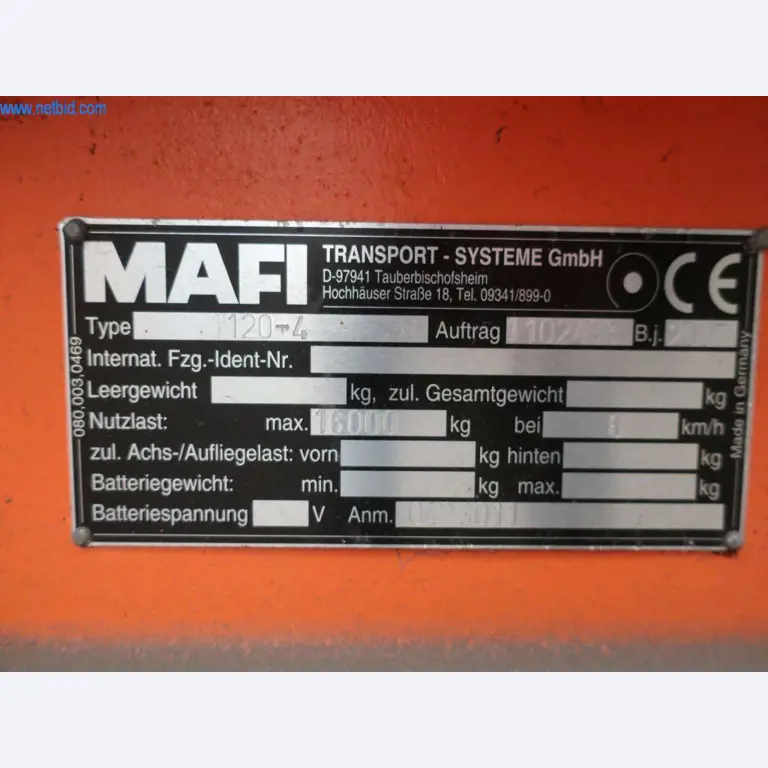 www.netbid.com
MAFI TRANSPORT - SYSTEME GmbH
D-97941 Tauberbischofsheim
Hochhäuser Straße 18, Tel. 09341/899-0
CE
Type 1120-4 Auftrag B.j.
Internat. Fzg.-Ident-Nr.
Leergewicht kg, zul. Gesamtgewicht kg
Nutzlast: max. 16000 kg bei 6 km/h
zul. Achs-/Aufliegelast: vorn kg hinten kg
Batteriegewicht: min. kg max. kg
Batteriespannung V Anm.
080.003.0469
Made in Germany